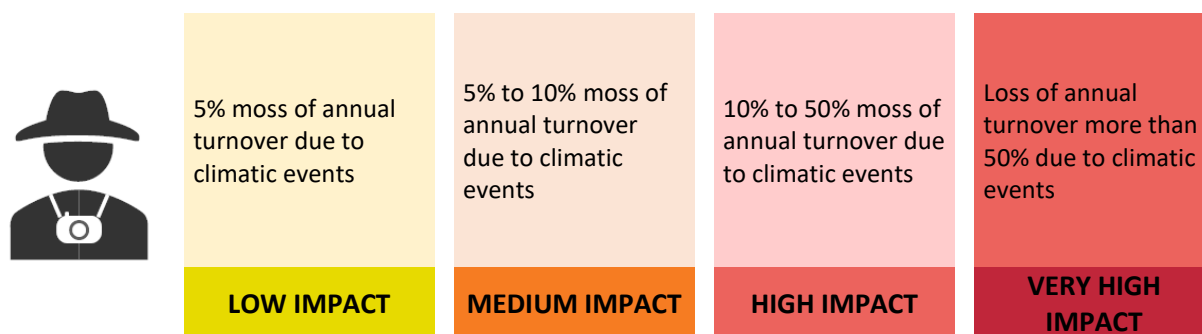 5% moss of annual
turnover due to
climatic events
LOW IMPACT
5% to 10% moss of
annual turnover
due to climatic
events
MEDIUM IMPACT
10% to 50% moss of
annual turnover due
to climatic events
HIGH IMPACT
Loss of annual
turnover more than
50% due to climatic
events
VERY HIGH
IMPACT